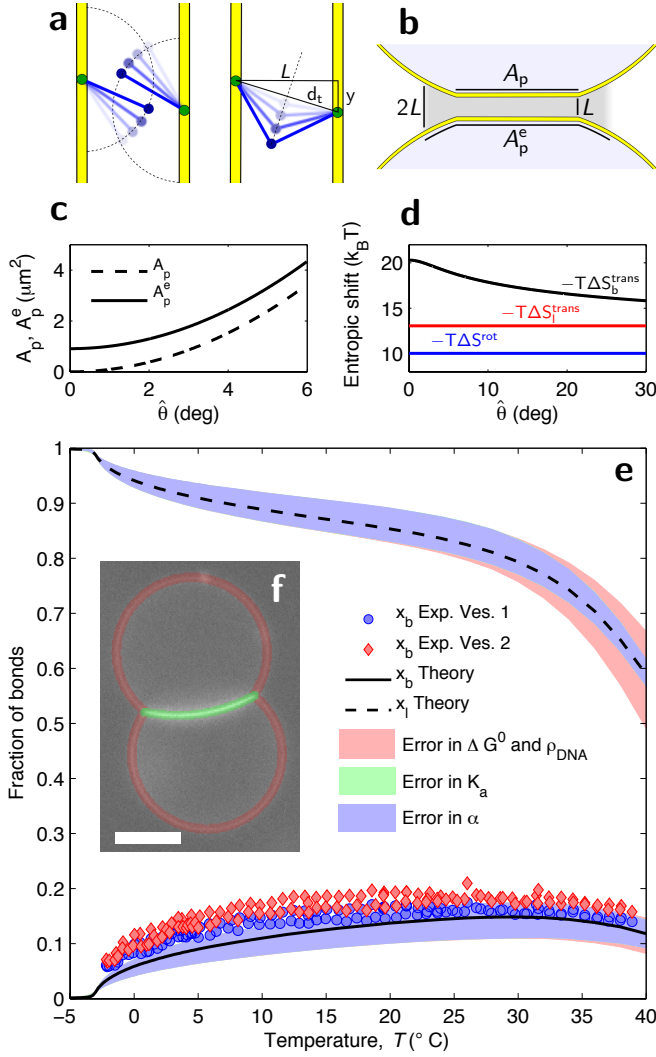 a
L
d_t
y
b
A_p
2L
L
A_p^e
c
A_p, A_p^e (μm^2)
4
2
0
A_p
A_p^e
0 2 4 6
θ̂ (deg)
d
Entropic shift (k_BT)
20
15
10
−TΔS_b^trans
−TΔS_l^trans
−TΔS^rot
0 10 20 30
θ̂ (deg)
e
Fraction of bonds
1
0.9
0.8
0.7
0.6
0.5
0.4
0.3
0.2
0.1
0
f
x_b Exp. Ves. 1
x_b Exp. Ves. 2
x_b Theory
x_l Theory
Error in Δ G^0 and ρ_DNA
Error in K_a
Error in α
−5 0 5 10 15 20 25 30 35 40
Temperature, T (° C)